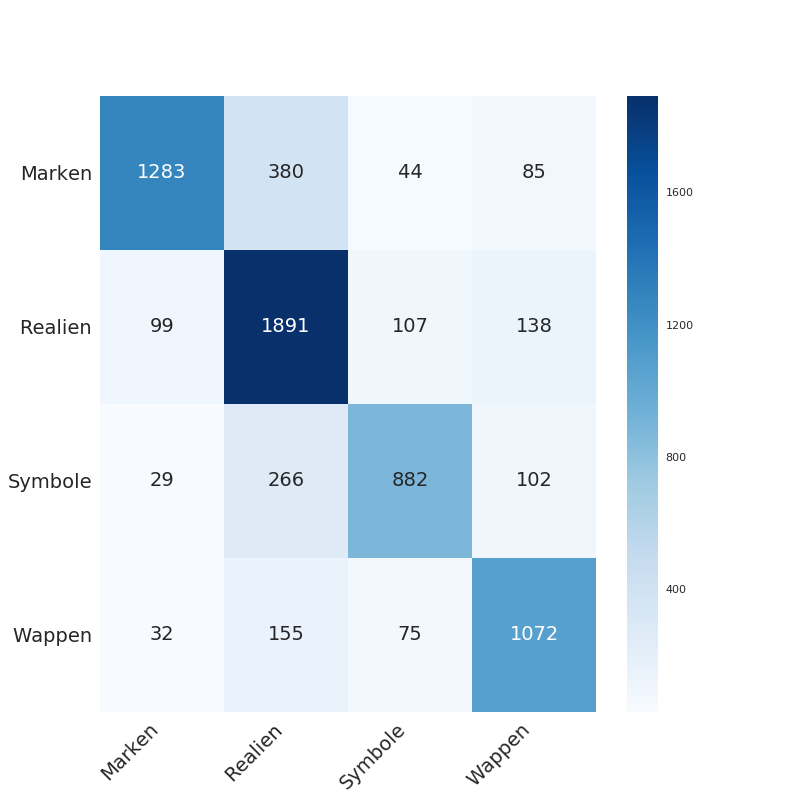 Marken 1283 380 44 85
Realien 99 1891 107 138
Symbole 29 266 882 102
Wappen 32 155 75 1072
Marken Realien Symbole Wappen
1600
1200
800
400